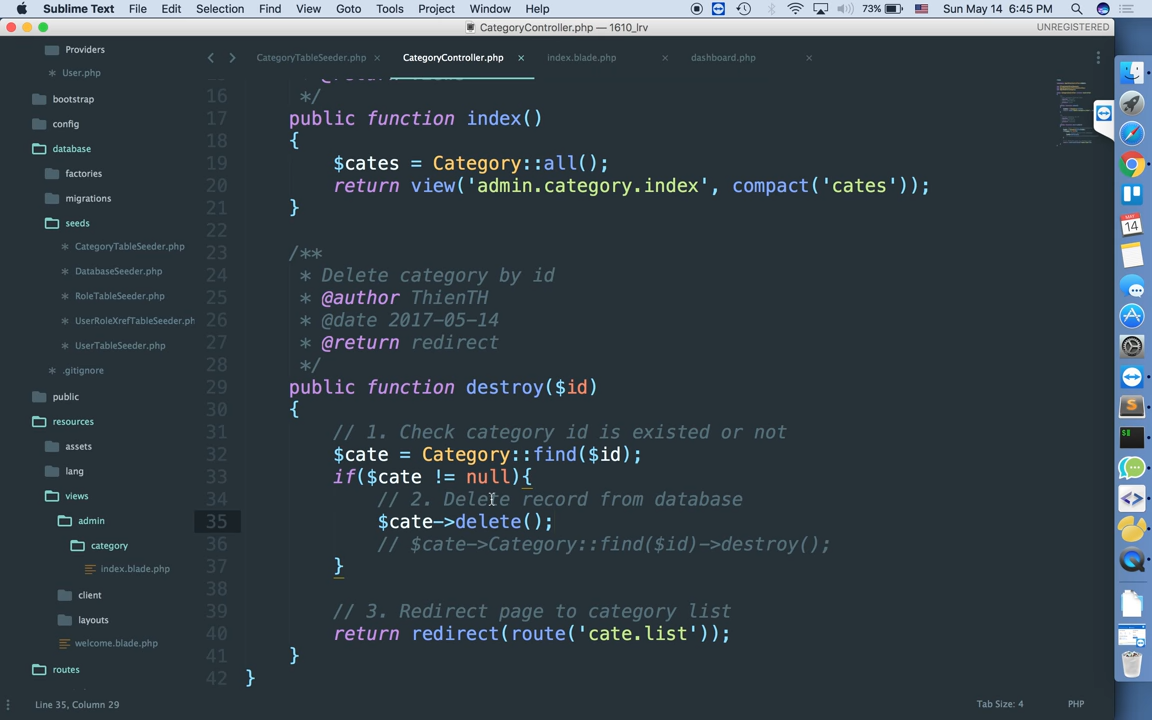 Sublime Text File Edit Selection Find View Goto Tools Project Window Help 73% Sun May 14 6:45 PM
CategoryController.php — 1610_lrv UNREGISTERED
CategoryTableSeeder.php × CategoryController.php × index.blade.php × dashboard.php ×
Providers
User.php
bootstrap
config
database
factories
migrations
seeds
CategoryTableSeeder.php
DatabaseSeeder.php
RoleTableSeeder.php
UserRoleXrefTableSeeder.ph
UserTableSeeder.php
.gitignore
public
resources
assets
lang
views
admin
category
index.blade.php
client
layouts
welcome.blade.php
routes
16 */
17 public function index()
18 {
19 $cates = Category::all();
20 return view('admin.category.index', compact('cates'));
21 }
22
23 /**
24 * Delete category by id
25 * @author ThienTH
26 * @date 2017-05-14
27 * @return redirect
28 */
29 public function destroy($id)
30 {
31 // 1. Check category id is existed or not
32 $cate = Category::find($id);
33 if($cate != null){
34 // 2. Delete record from database
35 $cate->delete();
36 // $cate->Category::find($id)->destroy();
37 }
38
39 // 3. Redirect page to category list
40 return redirect(route('cate.list'));
41 }
42 }
Line 35, Column 29 Tab Size: 4 PHP